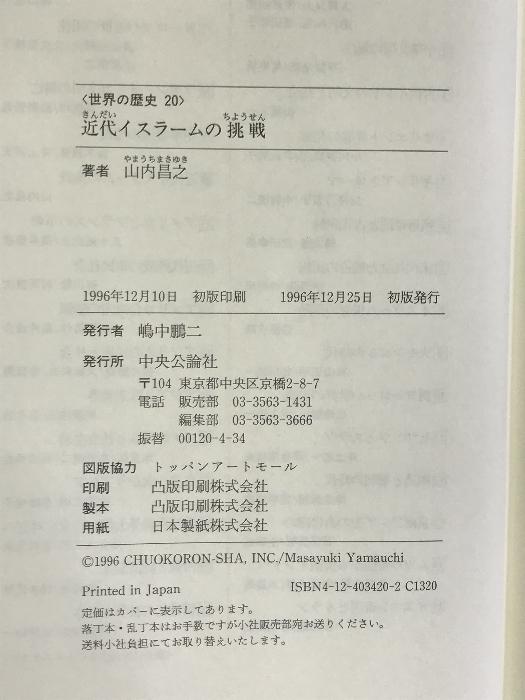 〈世界の歴史 20〉
きんだい ちようせん
近代イスラームの挑戦
やまうちまさゆき
著者 山内昌之
1996年12月10日 初版印刷 1996年12月25日 初版発行
発行者 嶋中鵬二
発行所 中央公論社
〒104 東京都中央区京橋2-8-7
電話 販売部 03-3563-1431
編集部 03-3563-3666
振替 00120-4-34
図版協力 トッパンアートモール
印刷 凸版印刷株式会社
製本 凸版印刷株式会社
用紙 日本製紙株式会社
©1996 CHUOKORON-SHA, INC./Masayuki Yamauchi
Printed in Japan ISBN4-12-403420-2 C1320
定価はカバーに表示してあります。
落丁本・乱丁本はお手数ですが小社販売部宛お送りください。
送料小社負担にてお取り替えいたします。